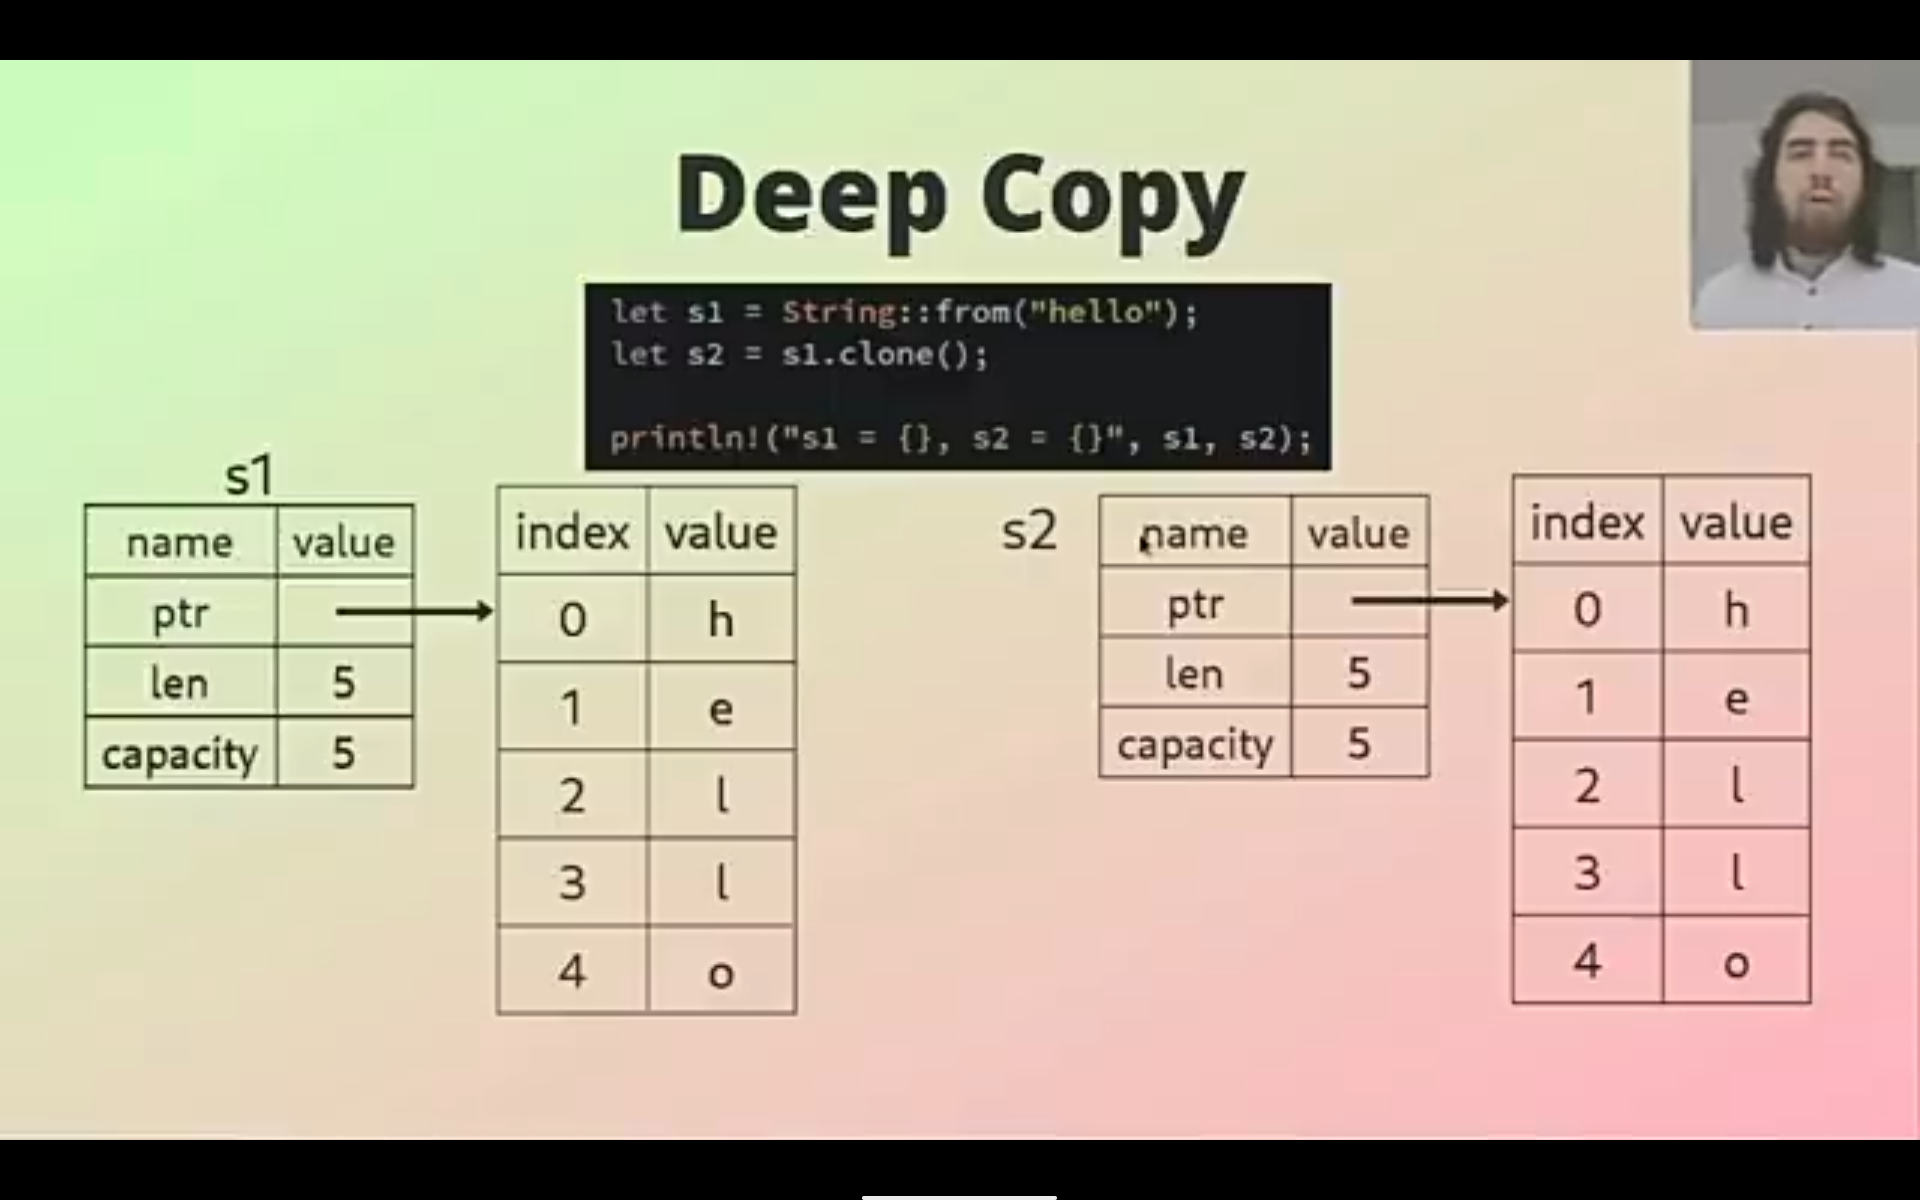 Deep Copy
let s1 = String::from("hello");
let s2 = s1.clone();
println!("s1 = {}, s2 = {}", s1, s2);
s1
name value
ptr
len 5
capacity 5
index value
0 h
1 e
2 l
3 l
4 o
s2
name value
ptr
len 5
capacity 5
index value
0 h
1 e
2 l
3 l
4 o